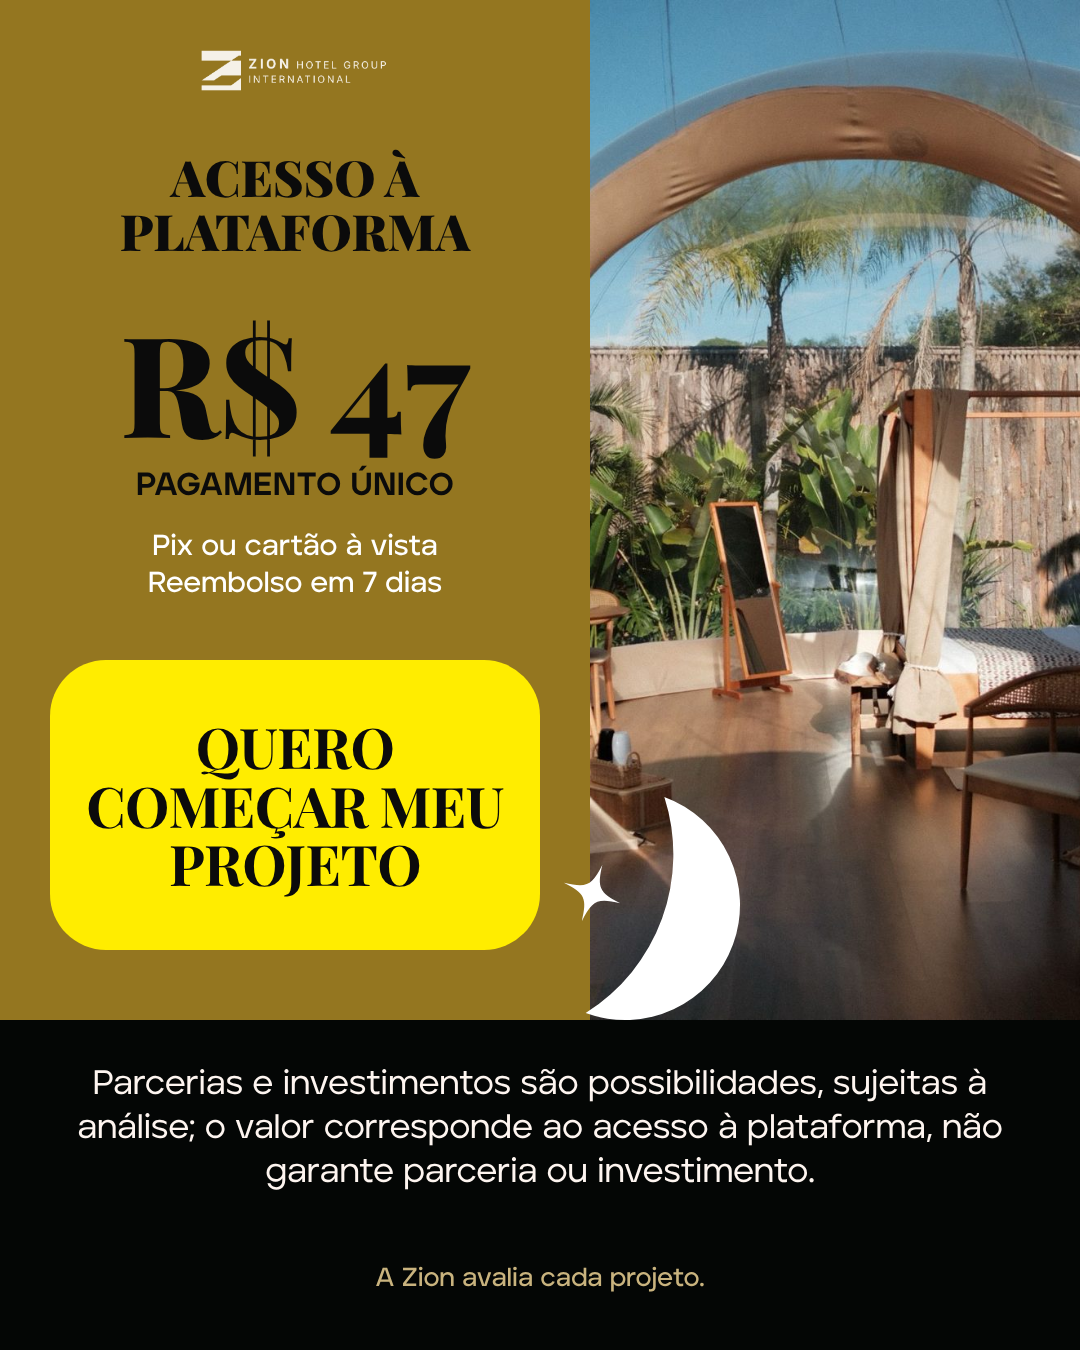 ZION HOTEL GROUP
INTERNATIONAL
ACESSO À
PLATAFORMA
R$ 47
PAGAMENTO ÚNICO
Pix ou cartão à vista
Reembolso em 7 dias
QUERO
COMEÇAR MEU
PROJETO
Parcerias e investimentos são possibilidades, sujeitas à
análise; o valor corresponde ao acesso à plataforma, não
garante parceria ou investimento.
A Zion avalia cada projeto.